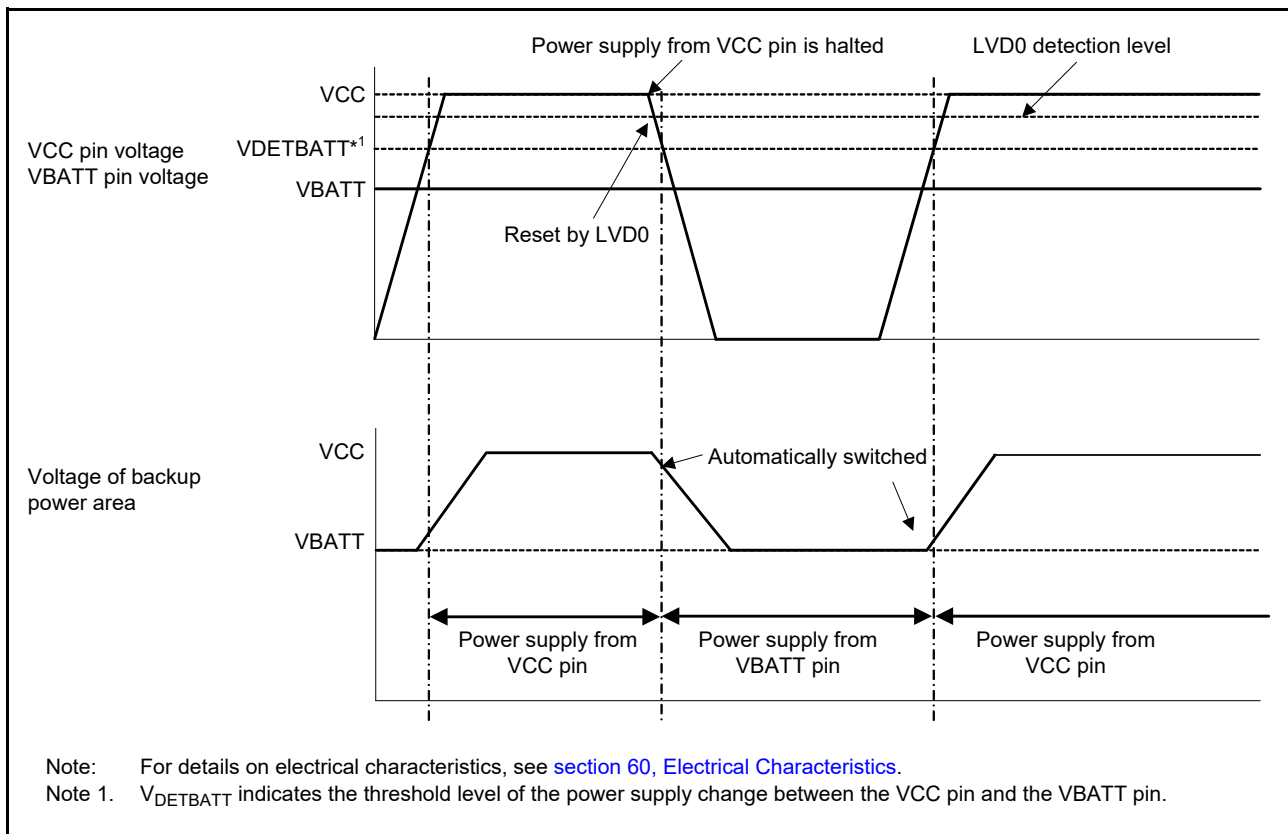 Power supply from VCC pin is halted
LVD0 detection level
VCC
VCC pin voltage
VBATT pin voltage
VDETBATT*1
VBATT
Reset by LVD0
VCC
Voltage of backup
power area
Automatically switched
VBATT
Power supply from
VCC pin
Power supply from
VBATT pin
Power supply from
VCC pin
Note: For details on electrical characteristics, see section 60, Electrical Characteristics.
Note 1. VDETBATT indicates the threshold level of the power supply change between the VCC pin and the VBATT pin.